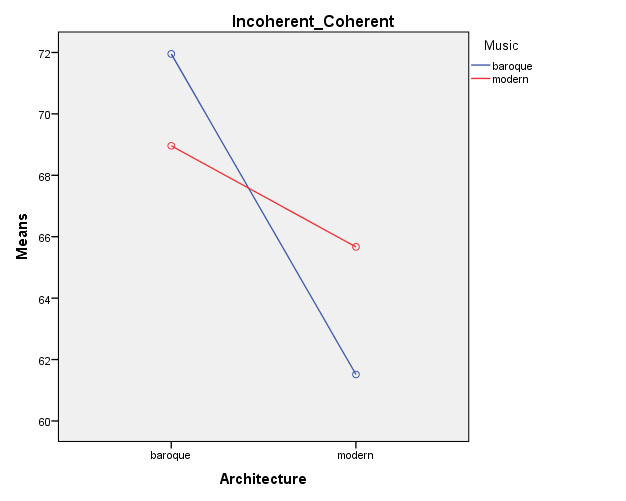 Incoherent_Coherent
Music
baroque
modern
Means
72
70
68
66
64
62
60
baroque modern
Architecture